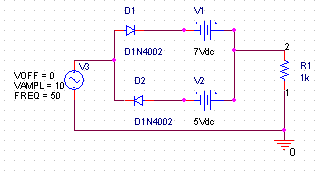 D1
V1
D1N4002
7Vdc
V3
VOFF = 0
VAMPL = 10
FREQ = 50
D2
V2
D1N4002
5Vdc
2
R1
1k
1
0